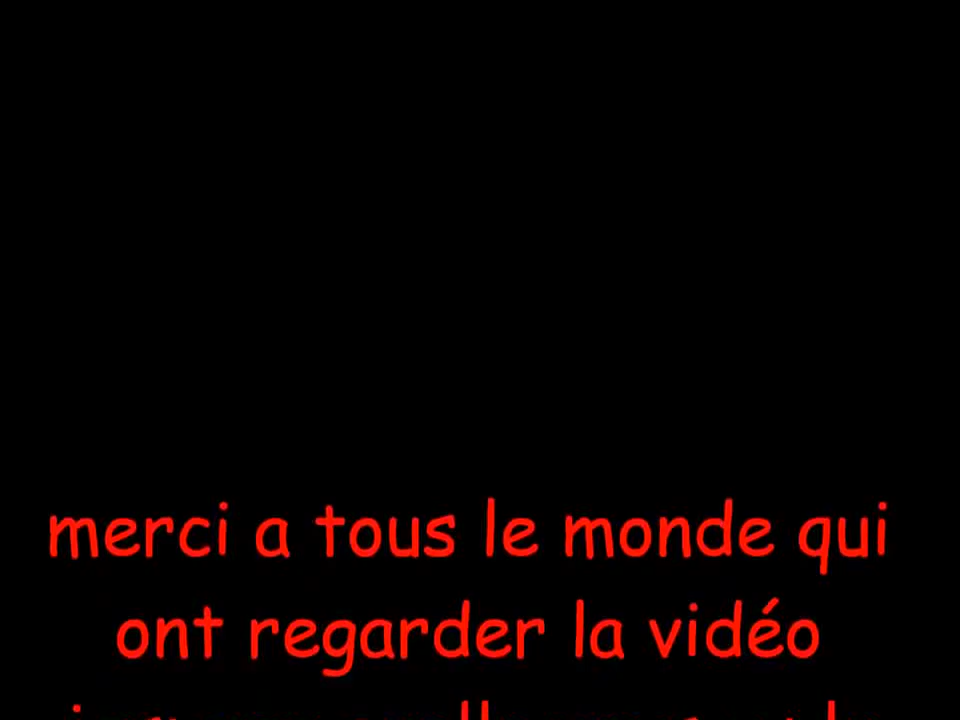 merci a tous le monde qui
ont regarder la vidéo